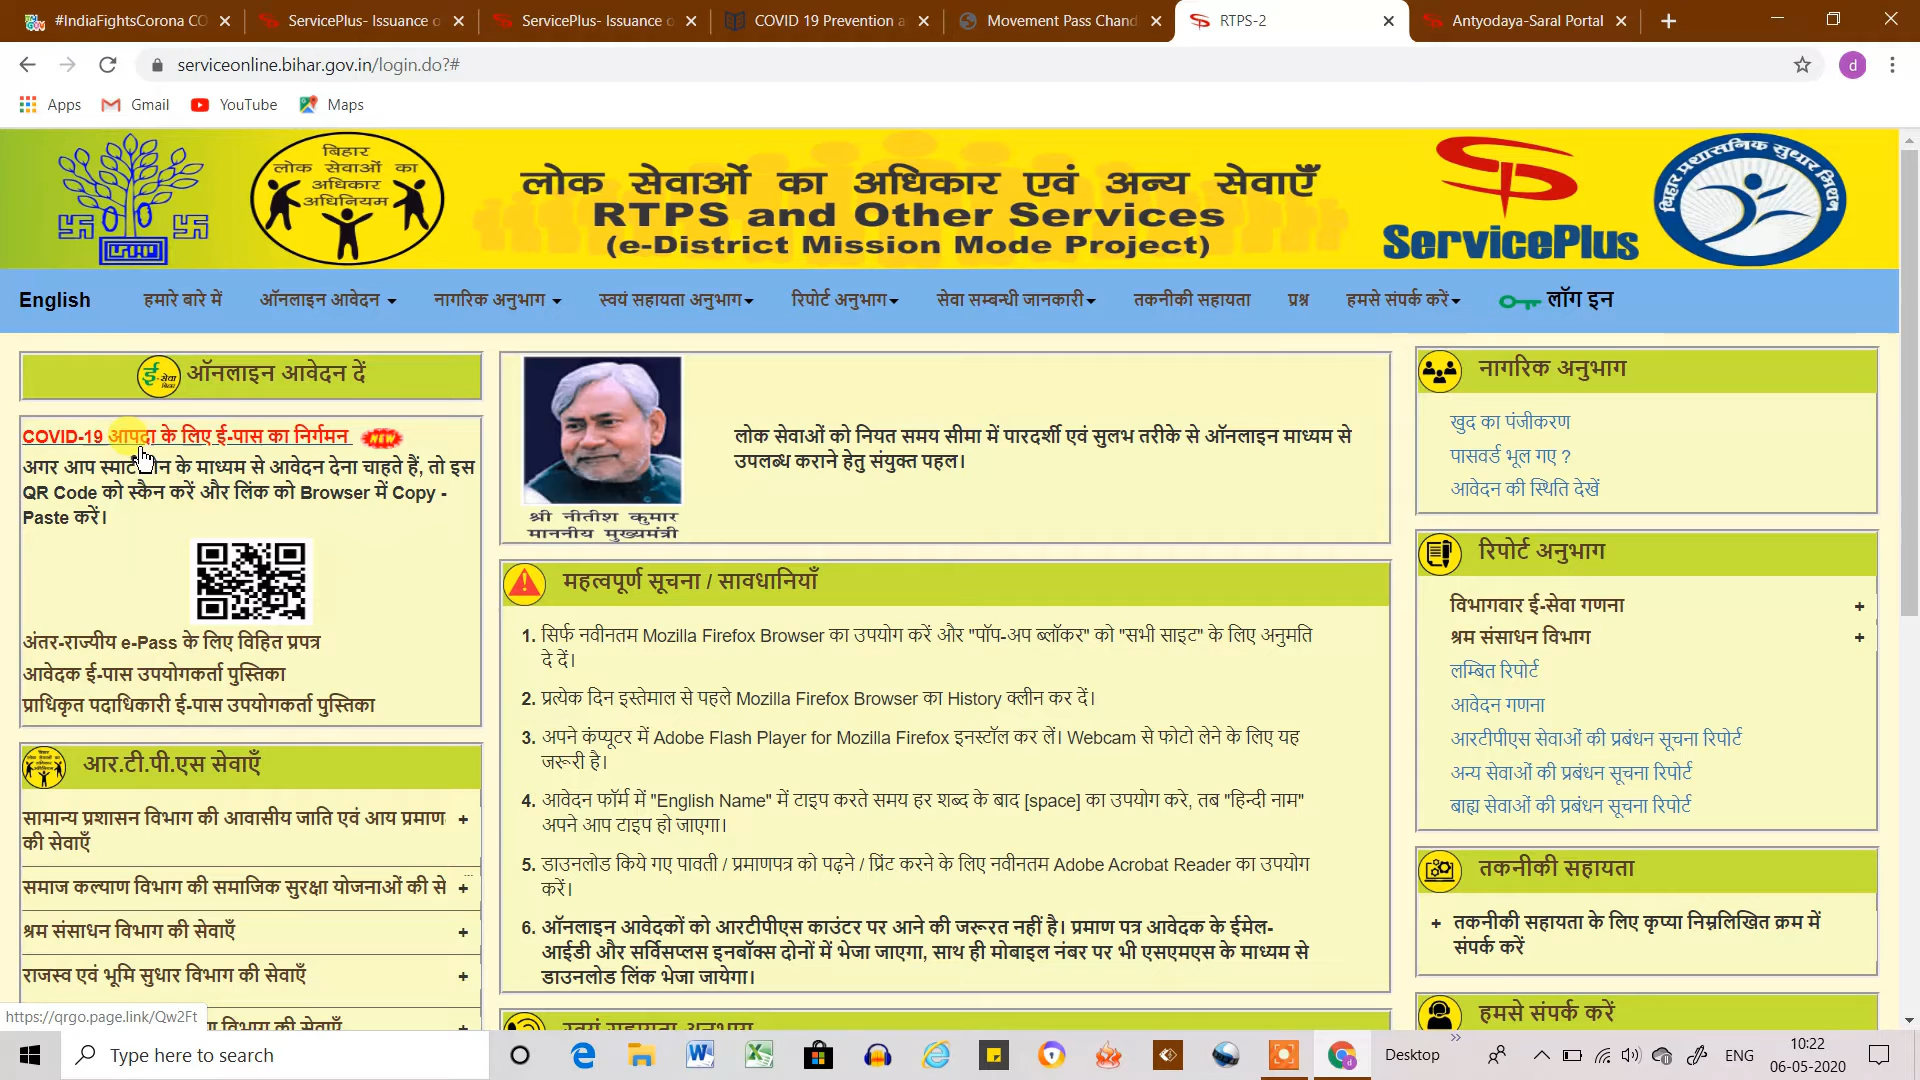 #IndiaFightsCorona CO
ServicePlus- Issuance o
ServicePlus- Issuance o
COVID 19 Prevention a
Movement Pass Chand
RTPS-2
Antyodaya-Saral Portal
serviceonline.bihar.gov.in/login.do?#
d
Apps
Gmail
YouTube
Maps
बिहार
लोक सेवाओं का
अधिकार
अधिनियम
लोक सेवाओं का अधिकार एवं अन्य सेवाएँ
RTPS and Other Services
(e-District Mission Mode Project)
ServicePlus
बिहार प्रशासनिक सुधार मिशन
English
हमारे बारे में
ऑनलाइन आवेदन
नागरिक अनुभाग
स्वयं सहायता अनुभाग
रिपोर्ट अनुभाग
सेवा सम्बन्धी जानकारी
तकनीकी सहायता
प्रश्न
हमसे संपर्क करें
लॉग इन
ऑनलाइन आवेदन दें
COVID-19 आपदा के लिए ई-पास का निर्गमन NEW
अगर आप स्मार्टफोन के माध्यम से आवेदन देना चाहते हैं, तो इस
QR Code को स्कैन करें और लिंक को Browser में Copy -
Paste करें।
अंतर-राज्यीय e-Pass के लिए विहित प्रपत्र
आवेदक ई-पास उपयोगकर्ता पुस्तिका
प्राधिकृत पदाधिकारी ई-पास उपयोगकर्ता पुस्तिका
आर.टी.पी.एस सेवाएँ
सामान्य प्रशासन विभाग की आवासीय जाति एवं आय प्रमाण +
की सेवाएँ
समाज कल्याण विभाग की समाजिक सुरक्षा योजनाओं की से +
श्रम संसाधन विभाग की सेवाएँ +
राजस्व एवं भूमि सुधार विभाग की सेवाएँ +
विभाग की सेवाएँ
https://qrgo.page.link/Qw2Ft
श्री नीतीश कुमार
माननीय मुख्यमंत्री
लोक सेवाओं को नियत समय सीमा में पारदर्शी एवं सुलभ तरीके से ऑनलाइन माध्यम से
उपलब्ध कराने हेतु संयुक्त पहल।
महत्वपूर्ण सूचना / सावधानियाँ
1. सिर्फ नवीनतम Mozilla Firefox Browser का उपयोग करें और "पॉप-अप ब्लॉकर" को "सभी साइट" के लिए अनुमति
दे दें।
2. प्रत्येक दिन इस्तेमाल से पहले Mozilla Firefox Browser का History क्लीन कर दें।
3. अपने कंप्यूटर में Adobe Flash Player for Mozilla Firefox इनस्टॉल कर लें। Webcam से फोटो लेने के लिए यह
जरूरी है।
4. आवेदन फॉर्म में "English Name" में टाइप करते समय हर शब्द के बाद [space] का उपयोग करे, तब "हिन्दी नाम"
अपने आप टाइप हो जाएगा।
5. डाउनलोड किये गए पावती / प्रमाणपत्र को पढ़ने / प्रिंट करने के लिए नवीनतम Adobe Acrobat Reader का उपयोग
करें।
6. ऑनलाइन आवेदकों को आरटीपीएस काउंटर पर आने की जरूरत नहीं है। प्रमाण पत्र आवेदक के ईमेल-
आईडी और सर्विसप्लस इनबॉक्स दोनों में भेजा जाएगा, साथ ही मोबाइल नंबर पर भी एसएमएस के माध्यम से
डाउनलोड लिंक भेजा जायेगा।
स्वयं सहायता अनुभाग
नागरिक अनुभाग
खुद का पंजीकरण
पासवर्ड भूल गए ?
आवेदन की स्थिति देखें
रिपोर्ट अनुभाग
विभागवार ई-सेवा गणना +
श्रम संसाधन विभाग +
लम्बित रिपोर्ट
आवेदन गणना
आरटीपीएस सेवाओं की प्रबंधन सूचना रिपोर्ट
अन्य सेवाओं की प्रबंधन सूचना रिपोर्ट
बाह्य सेवाओं की प्रबंधन सूचना रिपोर्ट
तकनीकी सहायता
+ तकनीकी सहायता के लिए कृप्या निम्नलिखित क्रम में
संपर्क करें
हमसे संपर्क करें
Type here to search
Desktop
ENG
10:22
06-05-2020